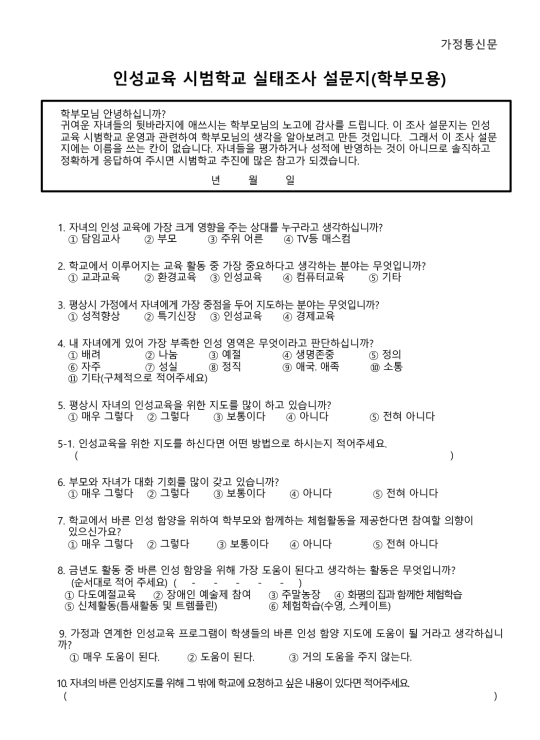 가정통신문
인성교육 시범학교 실태조사 설문지(학부모용)
학부모님 안녕하십니까?
귀여운 자녀들의 뒷바라지에 애쓰시는 학부모님의 노고에 감사를 드립니다. 이 조사 설문지는 인성
교육 시범학교 운영과 관련하여 학부모님의 생각을 알아보려고 만든 것입니다. 그래서 이 조사 설문
지에는 이름을 쓰는 칸이 없습니다. 자녀들을 평가하거나 성적에 반영하는 것이 아니므로 솔직하고
정확하게 응답하여 주시면 시범학교 추진에 많은 참고가 되겠습니다.
년 월 일
1. 자녀의 인성 교육에 가장 크게 영향을 주는 상대를 누구라고 생각하십니까?
① 담임교사 ② 부모 ③ 주위 어른 ④ TV등 매스컴
2. 학교에서 이루어지는 교육 활동 중 가장 중요하다고 생각하는 분야는 무엇입니까?
① 교과교육 ② 환경교육 ③ 인성교육 ④ 컴퓨터교육 ⑤ 기타
3. 평상시 가정에서 자녀에게 가장 중점을 두어 지도하는 분야는 무엇입니까?
① 성적향상 ② 특기신장 ③ 인성교육 ④ 경제교육
4. 내 자녀에게 있어 가장 부족한 인성 영역은 무엇이라고 판단하십니까?
① 배려 ② 나눔 ③ 예절 ④ 생명존중 ⑤ 정의
⑥ 자주 ⑦ 성실 ⑧ 정직 ⑨ 애국. 애족 ⑩ 소통
⑪ 기타(구체적으로 적어주세요)
5. 평상시 자녀의 인성교육을 위한 지도를 많이 하고 있습니까?
① 매우 그렇다 ② 그렇다 ③ 보통이다 ④ 아니다 ⑤ 전혀 아니다
5-1. 인성교육을 위한 지도를 하신다면 어떤 방법으로 하시는지 적어주세요.
( )
6. 부모와 자녀가 대화 기회를 많이 갖고 있습니까?
① 매우 그렇다 ② 그렇다 ③ 보통이다 ④ 아니다 ⑤ 전혀 아니다
7. 학교에서 바른 인성 함양을 위하여 학부모와 함께하는 체험활동을 제공한다면 참여할 의향이
있으신가요?
① 매우 그렇다 ② 그렇다 ③ 보통이다 ④ 아니다 ⑤ 전혀 아니다
8. 금년도 활동 중 바른 인성 함양을 위해 가장 도움이 된다고 생각하는 활동은 무엇입니까?
(순서대로 적어 주세요) ( - - - - - )
① 다도예절교육 ② 장애인 예술제 참여 ③ 주말농장 ④ 화평의 집과 함께한 체험학습
⑤ 신체활동(틈새활동 및 트렘플린) ⑥ 체험학습(수영, 스케이트)
9. 가정과 연계한 인성교육 프로그램이 학생들의 바른 인성 함양 지도에 도움이 될 거라고 생각하십니
까?
① 매우 도움이 된다. ② 도움이 된다. ③ 거의 도움을 주지 않는다.
10. 자녀의 바른 인성지도를 위해 그 밖에 학교에 요청하고 싶은 내용이 있다면 적어주세요.
( )